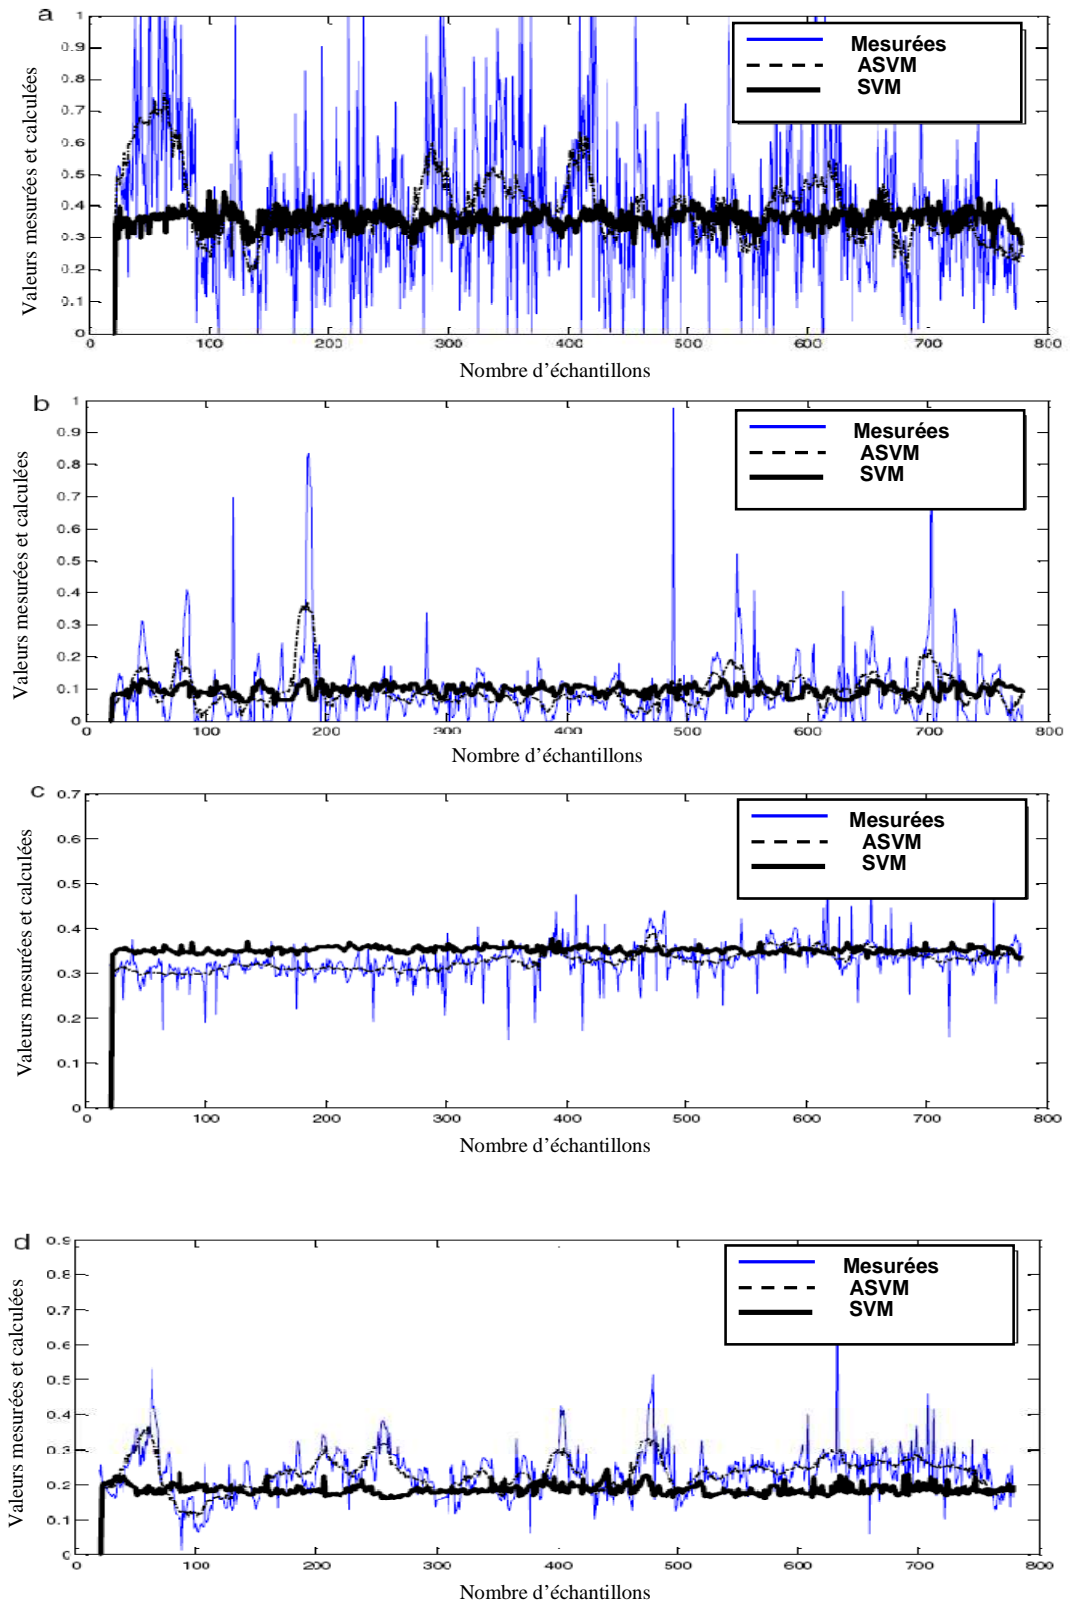 a
1
0.9
0.8
0.7
0.6
0.5
0.4
0.3
0.2
0.1
0
Valeurs mesurées et calculées
Mesurées
ASVM
SVM
0 100 200 300 400 500 600 700 800
Nombre d’échantillons
b
1
0.9
0.8
0.7
0.6
0.5
0.4
0.3
0.2
0.1
0
Valeurs mesurées et calculées
Mesurées
ASVM
SVM
0 100 200 300 400 500 600 700 800
Nombre d’échantillons
c
0.7
0.6
0.5
0.4
0.3
0.2
0.1
0
Valeurs mesurées et calculées
Mesurées
ASVM
SVM
0 100 200 300 400 500 600 700 800
Nombre d’échantillons
d
0.9
0.8
0.7
0.6
0.5
0.4
0.3
0.2
0.1
0
Valeurs mesurées et calculées
Mesurées
ASVM
SVM
0 100 200 300 400 500 600 700 800
Nombre d’échantillons